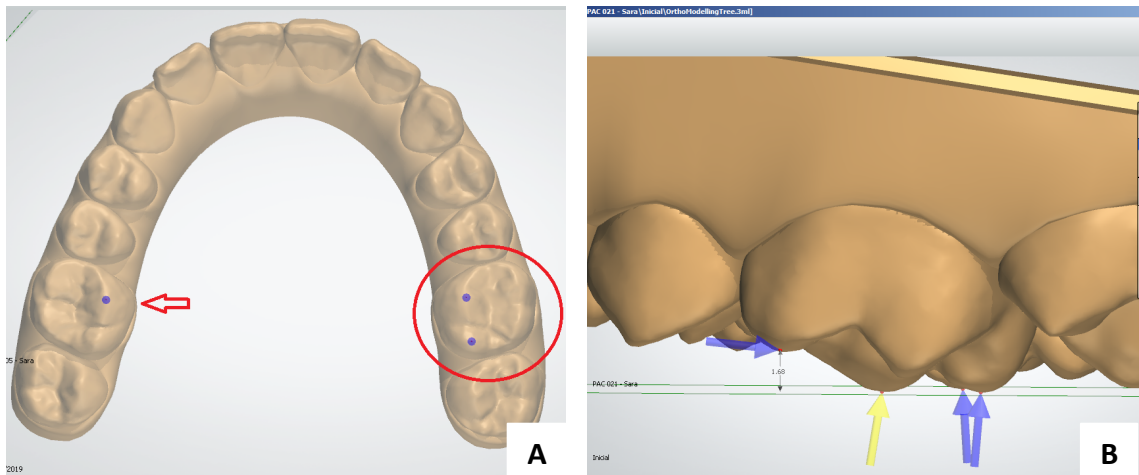 05 - Sara
/2019
A
PAC 021 - Sara\Inicial\OrthoModellingTree.3ml]
1.68
PAC 021 - Sara
Inicial
B